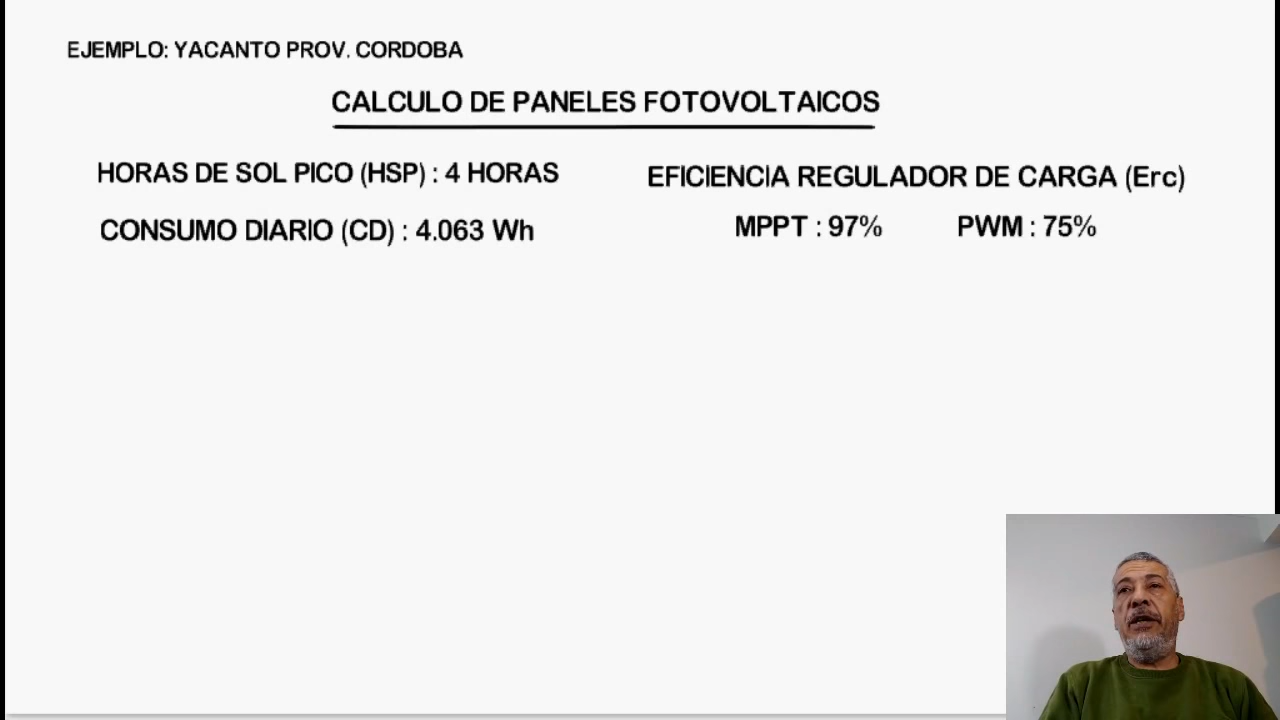 EJEMPLO: YACANTO PROV. CORDOBA
CALCULO DE PANELES FOTOVOLTAICOS
HORAS DE SOL PICO (HSP) : 4 HORAS
CONSUMO DIARIO (CD) : 4.063 Wh
EFICIENCIA REGULADOR DE CARGA (Erc)
MPPT : 97% PWM : 75%